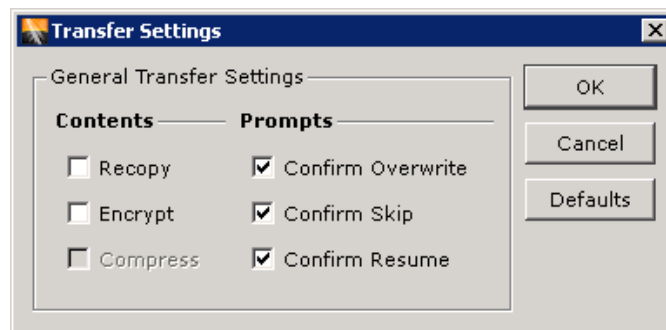 Transfer Settings
General Transfer Settings
Contents
Prompts
Recopy
Confirm Overwrite
Encrypt
Confirm Skip
Compress
Confirm Resume
OK
Cancel
Defaults